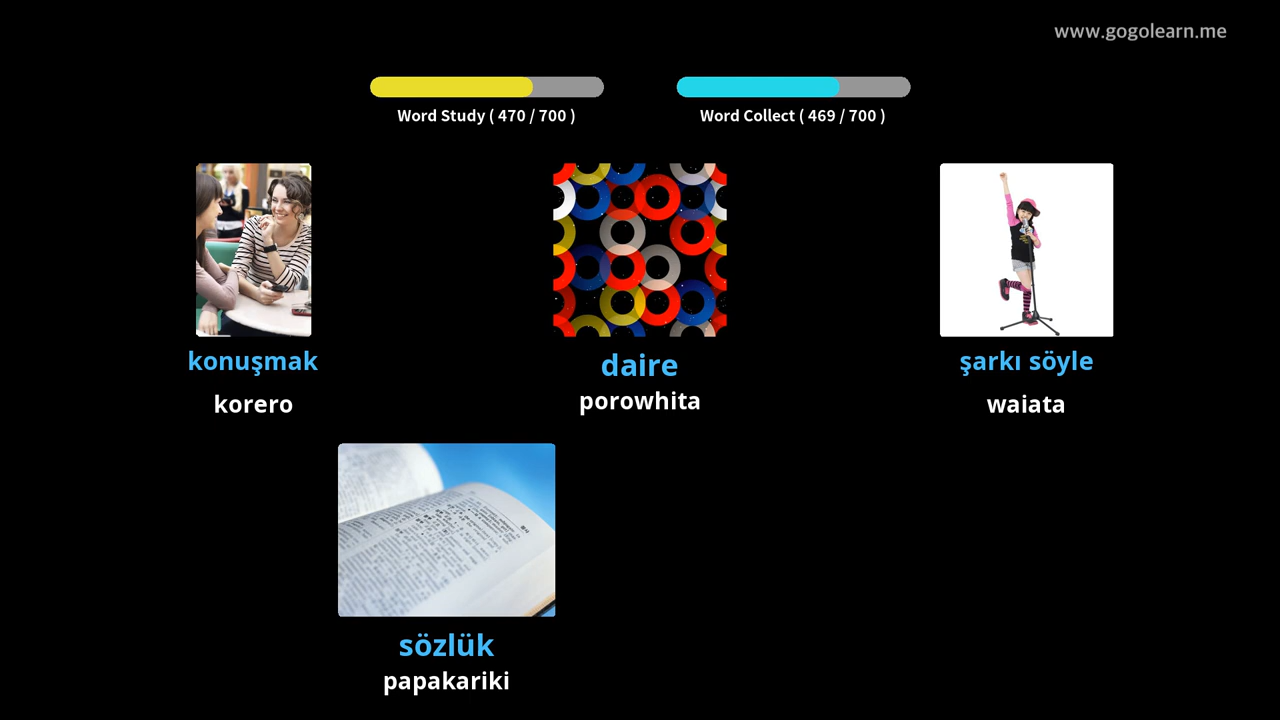 www.gogolearn.me
Word Study ( 470 / 700 )
Word Collect ( 469 / 700 )
konuşmak
korero
daire
porowhita
şarkı söyle
waiata
sözlük
papakariki